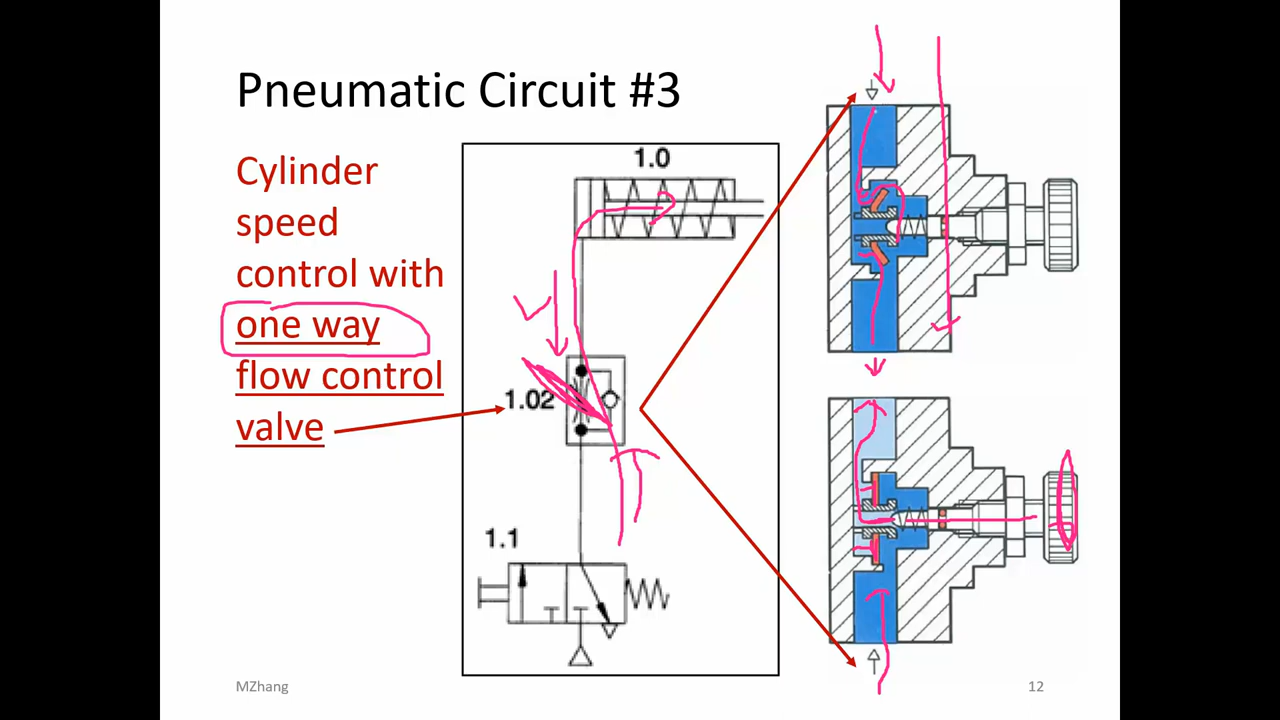 Pneumatic Circuit #3
Cylinder
speed
control with
one way
flow control
valve
1.0
1.02
1.1
MZhang
12